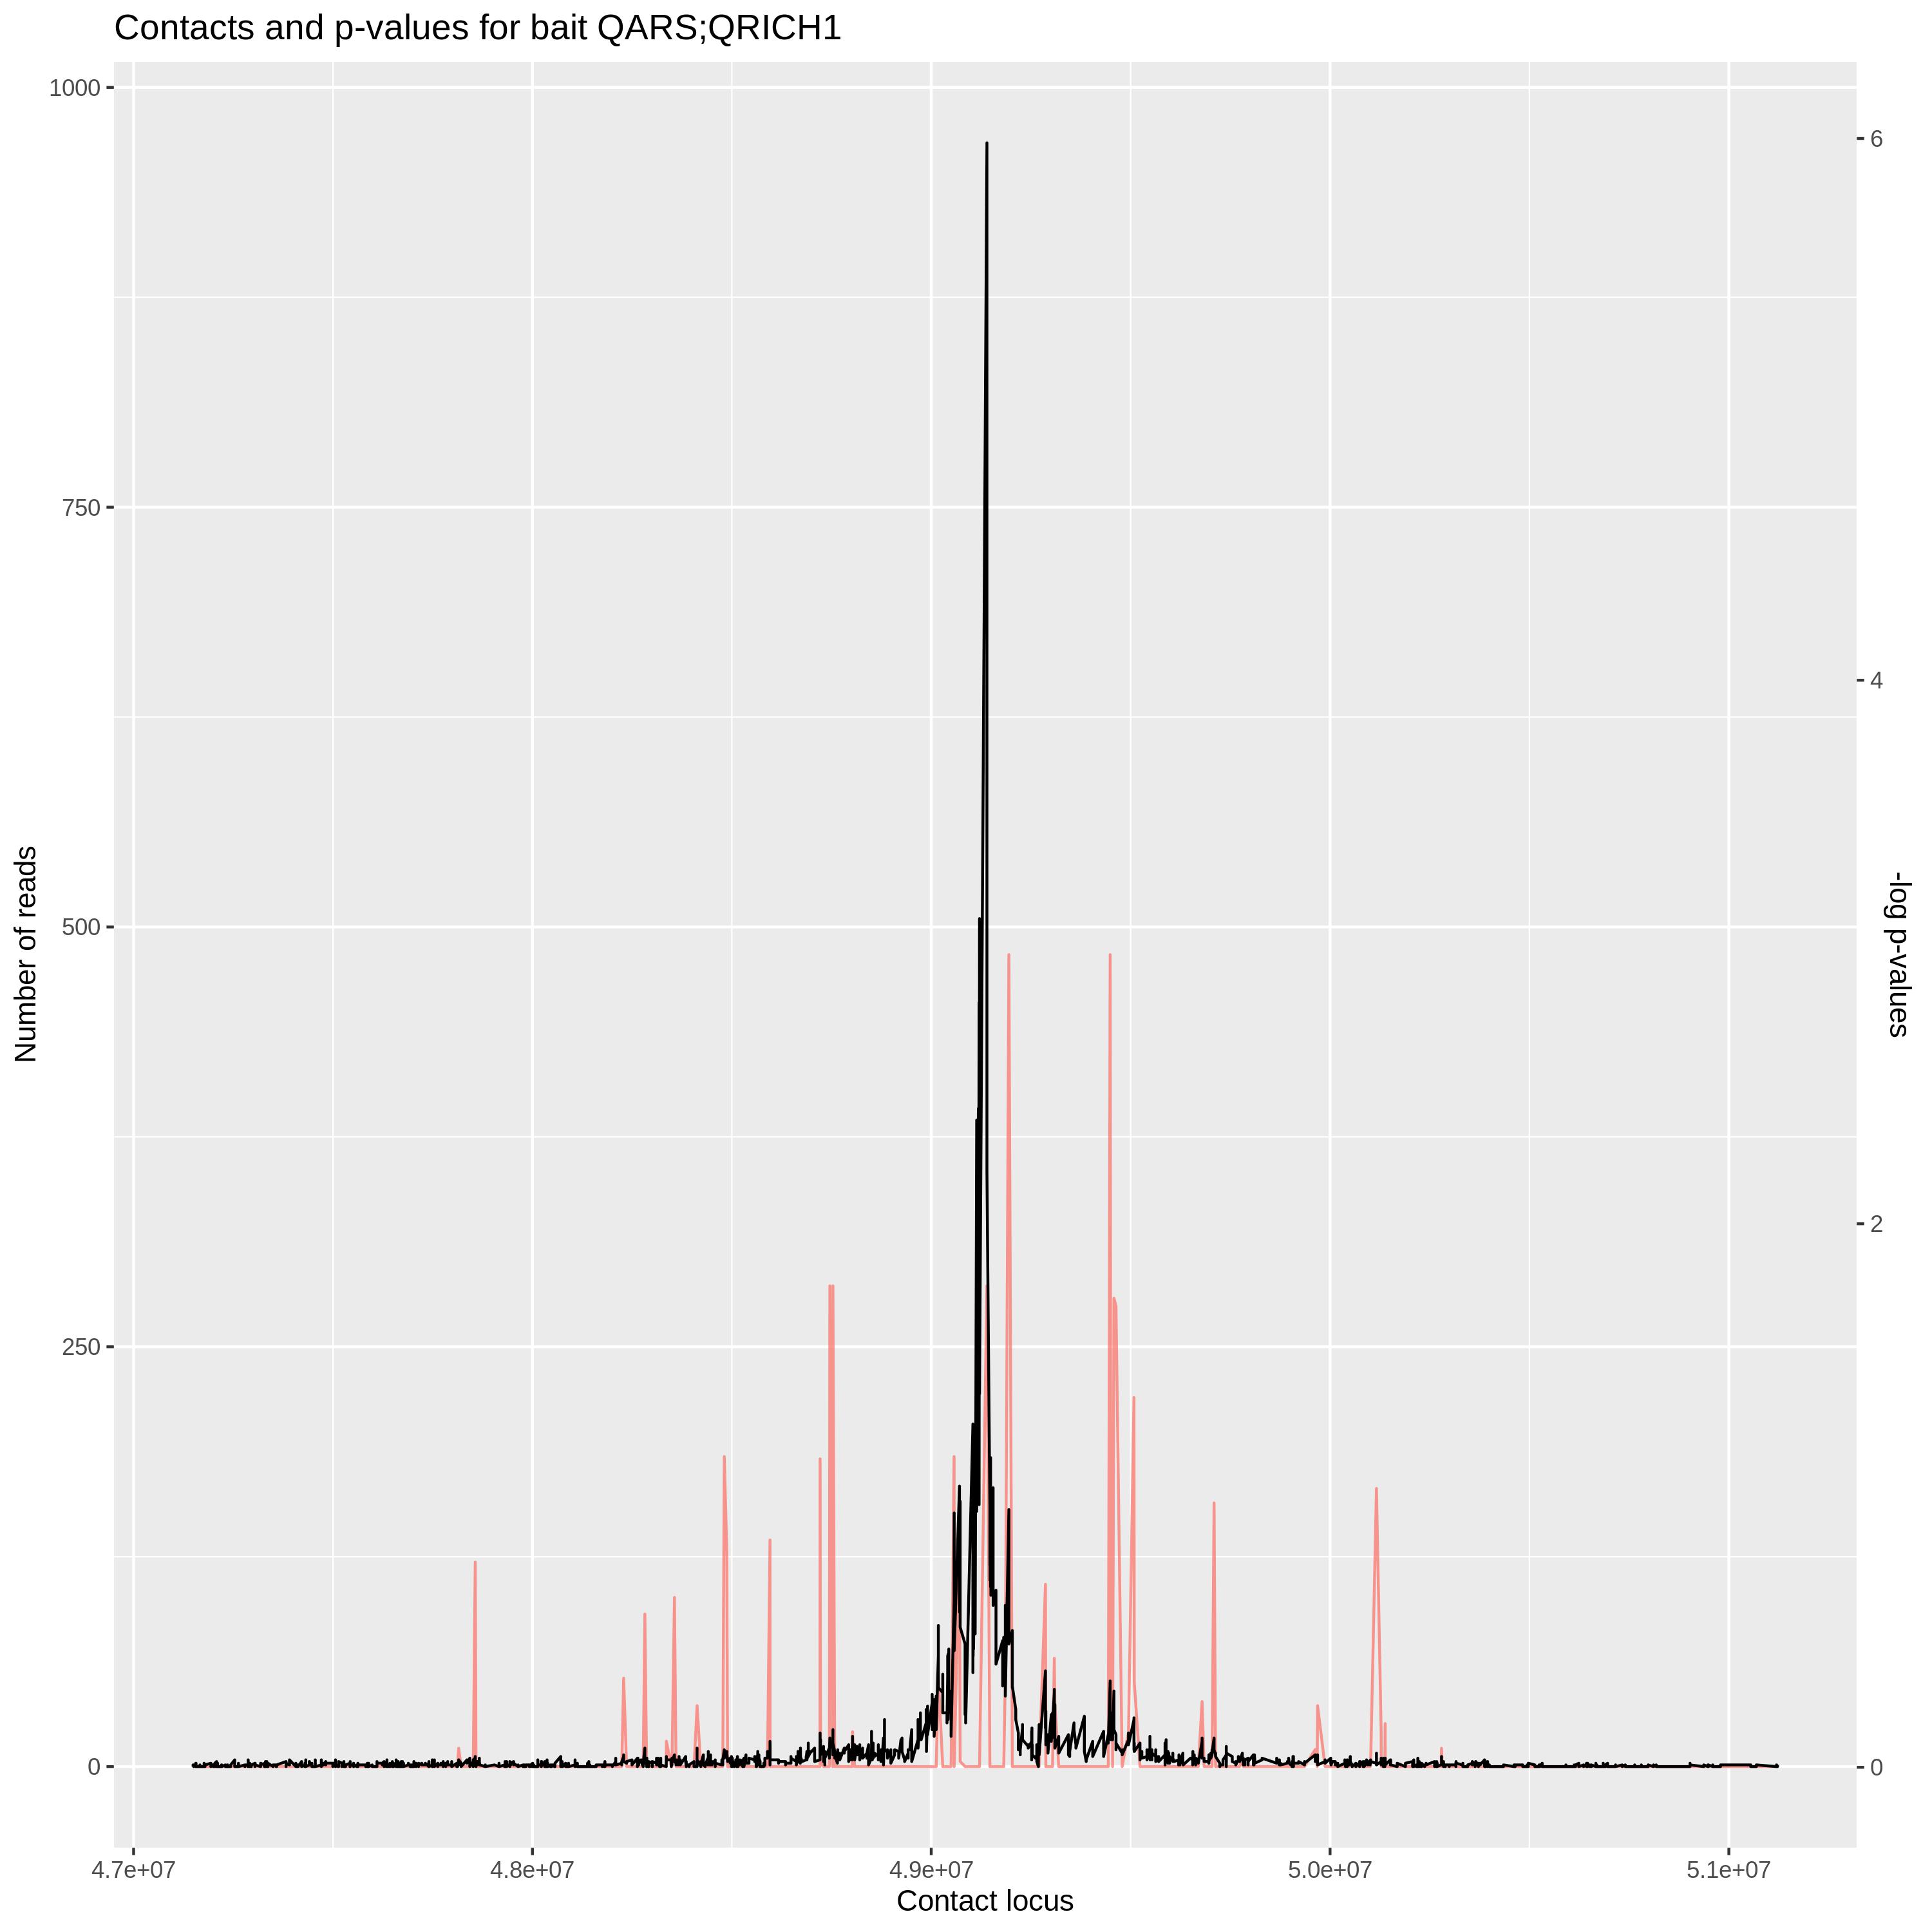 Contacts and p-values for bait QARS;QRICH1
1000
750
500
250
0
Number of reads
6
4
2
0
-log p-values
4.7e+07
4.8e+07
4.9e+07
5.0e+07
5.1e+07
Contact locus